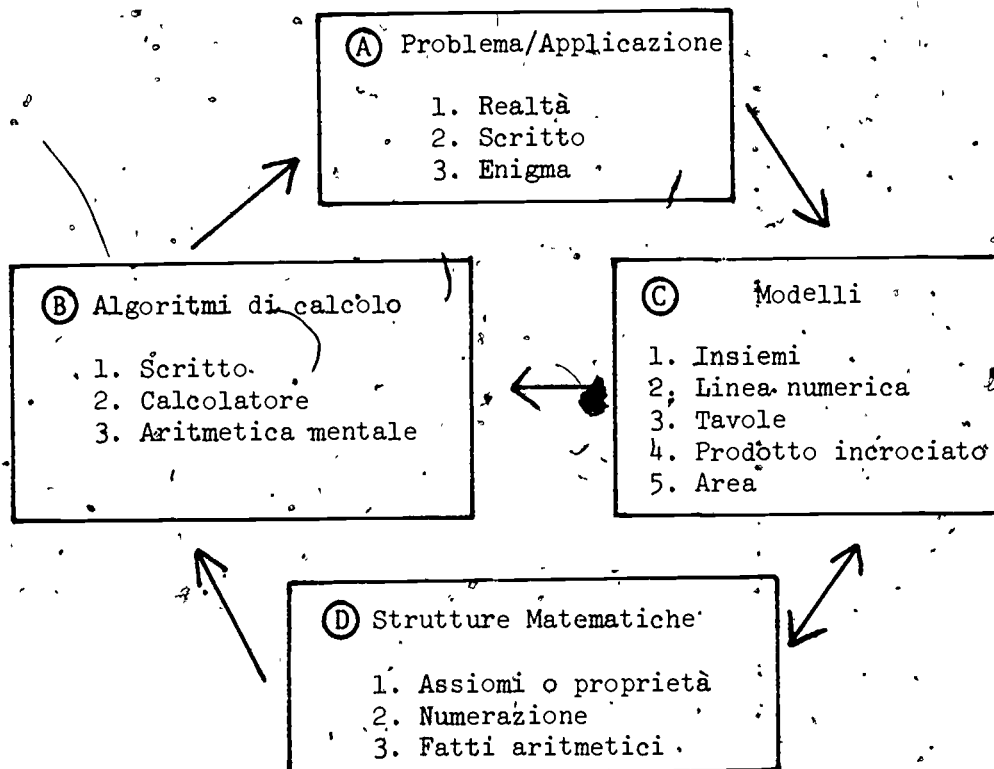 A Problema/Applicazione
1. Realtà
2. Scritto
3. Enigma
B Algoritmi di calcolo
1. Scritto
2. Calcolatore
3. Aritmetica mentale
C Modelli
1. Insiemi
2. Linea numerica
3. Tavole
4. Prodotto incrociato
5. Area
D Strutture Matematiche
1. Assiomi o proprietà
2. Numerazione
3. Fatti aritmetici